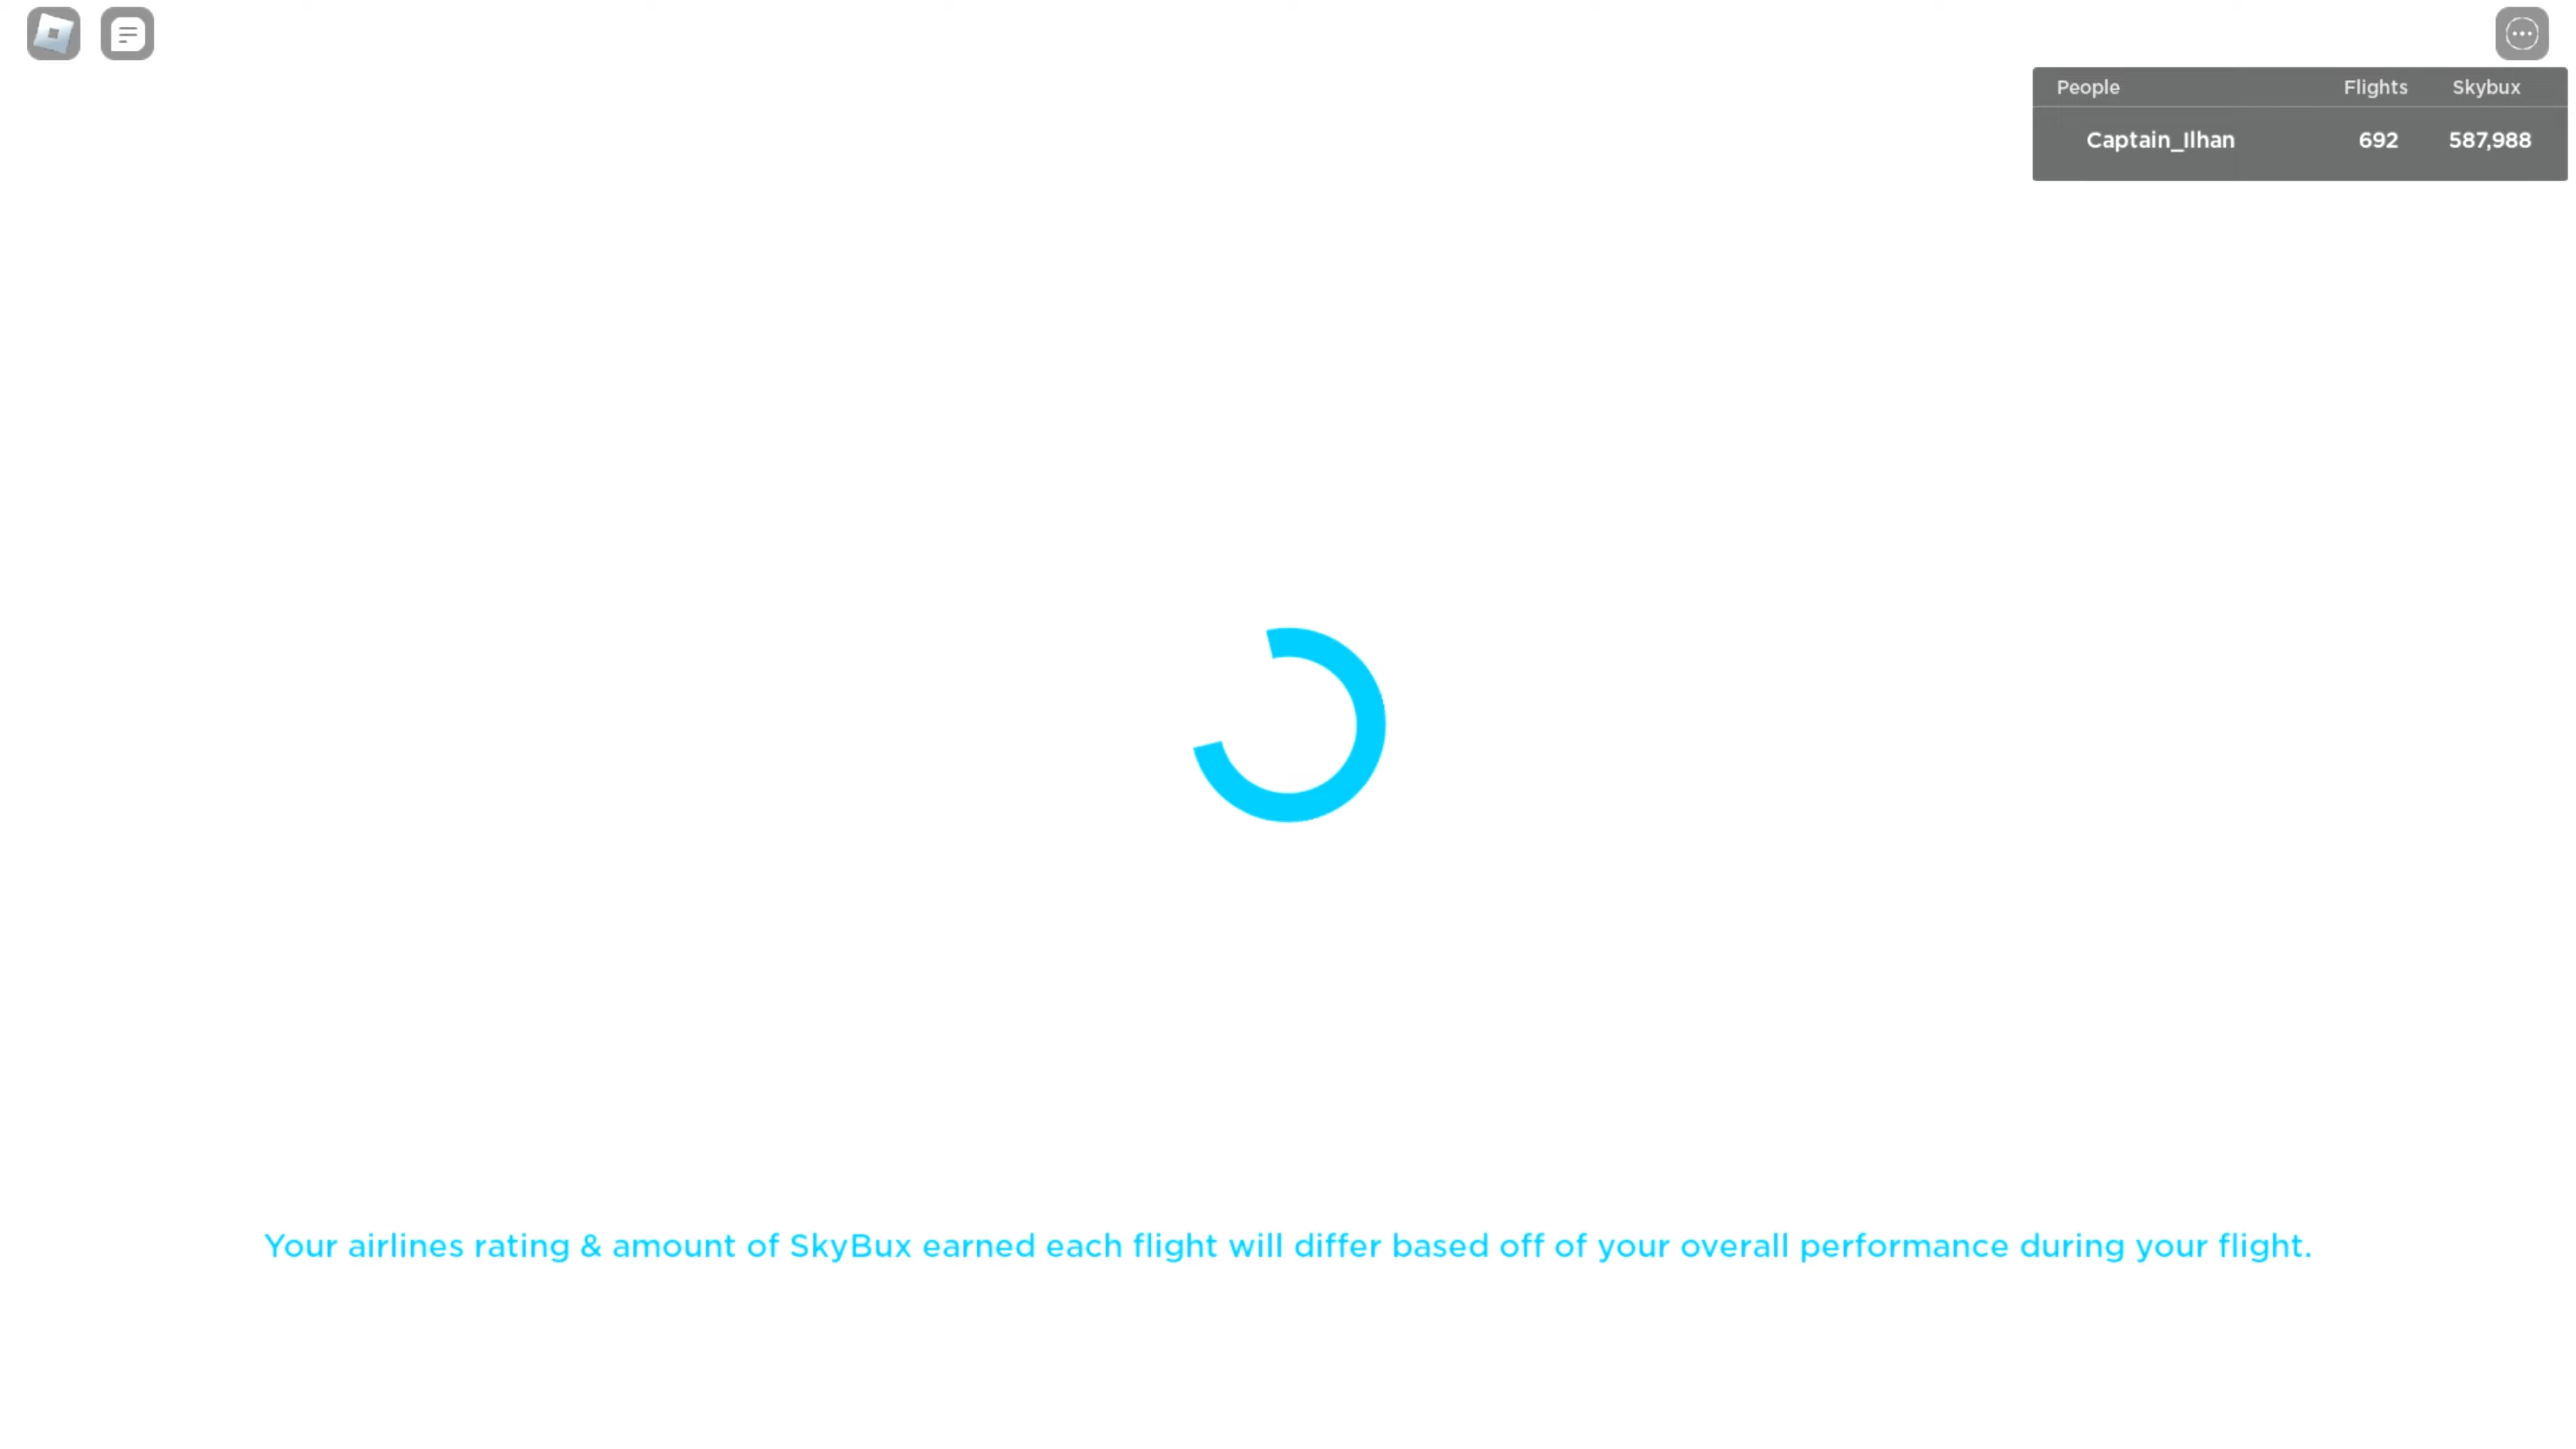 People Flights Skybux
Captain_Ilhan 692 587,988
Your airlines rating & amount of SkyBux earned each flight will differ based off of your overall performance during your flight.